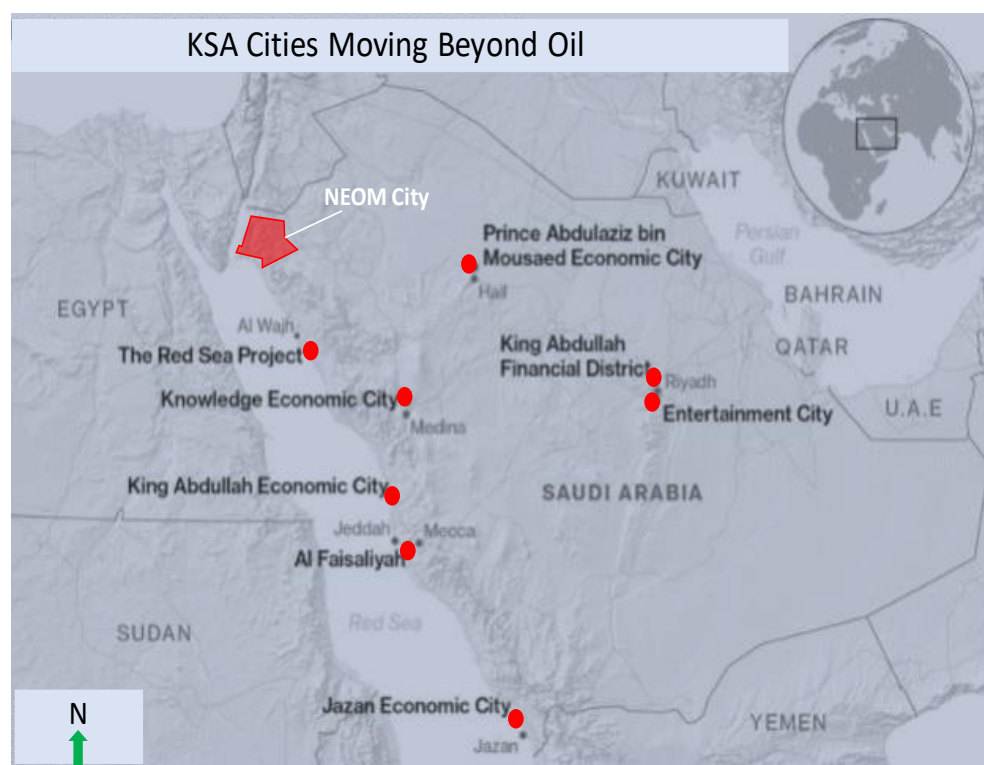 KSA Cities Moving Beyond Oil
KUWAIT
NEOM City
Prince Abdulaziz bin
Mousaed Economic City
Persian
Gulf
Hail
EGYPT
BAHRAIN
Al Wajh
The Red Sea Project
King Abdullah
Financial District
QATAR
Riyadh
Knowledge Economic City
Medina
Entertainment City
U.A.E
King Abdullah Economic City
SAUDI ARABIA
Jeddah
Mecca
Al Faisaliyah
Red Sea
SUDAN
Jazan Economic City
Jazan
YEMEN
N